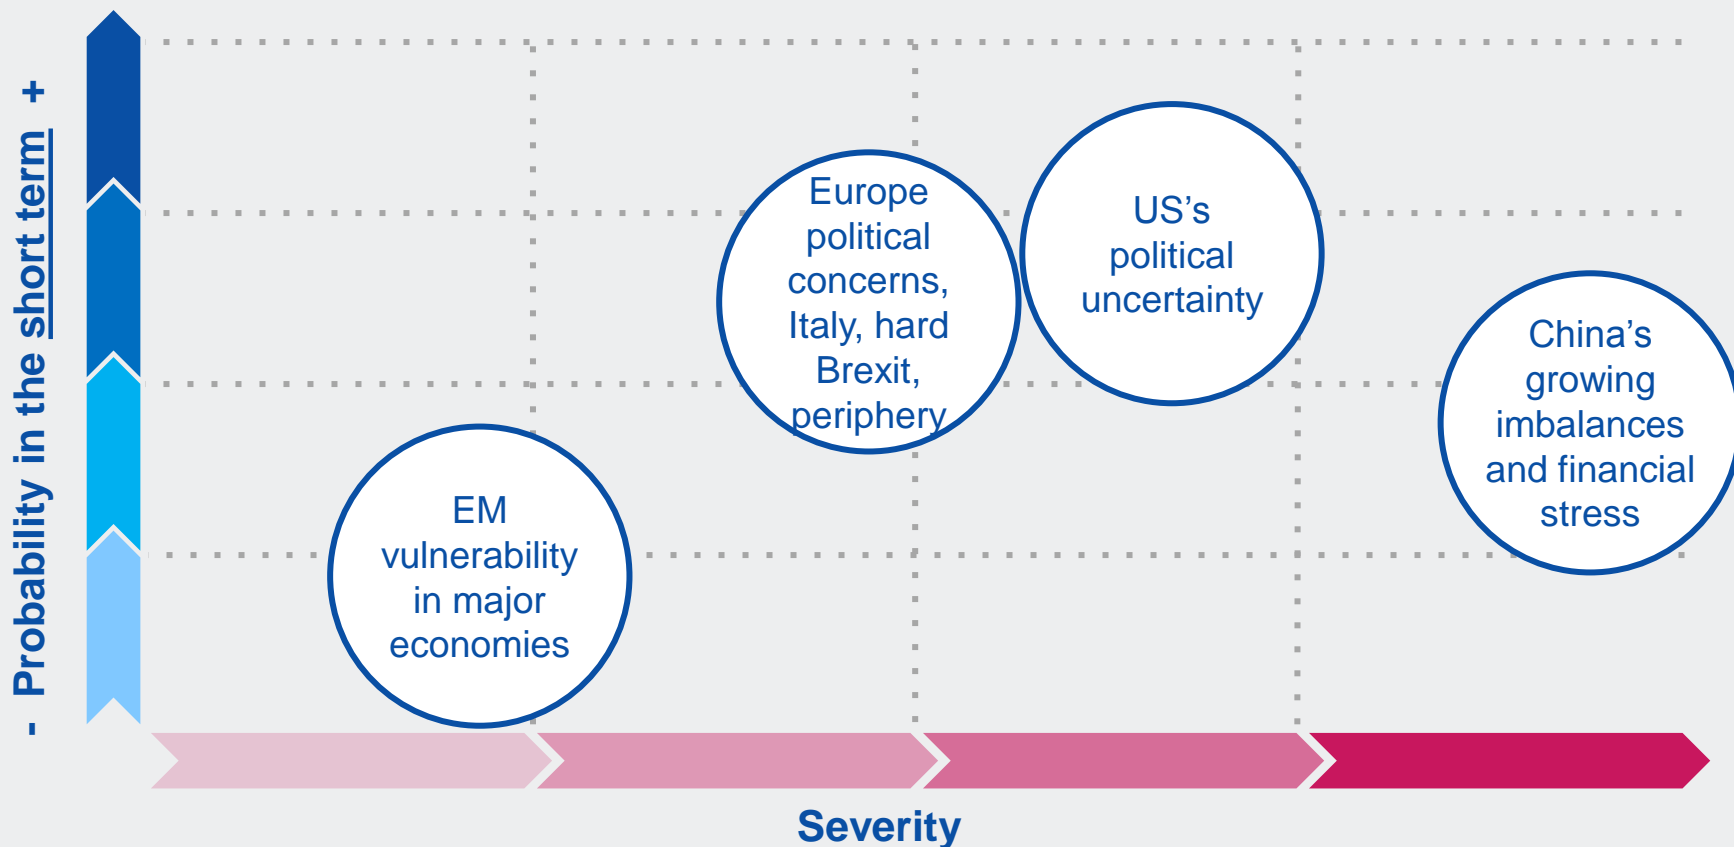 - Probability in the short term +
Europe
political
concerns,
Italy, hard
Brexit,
periphery
US’s
political
uncertainty
China’s
growing
imbalances
and financial
stress
EM
vulnerability
in major
economies
Severity